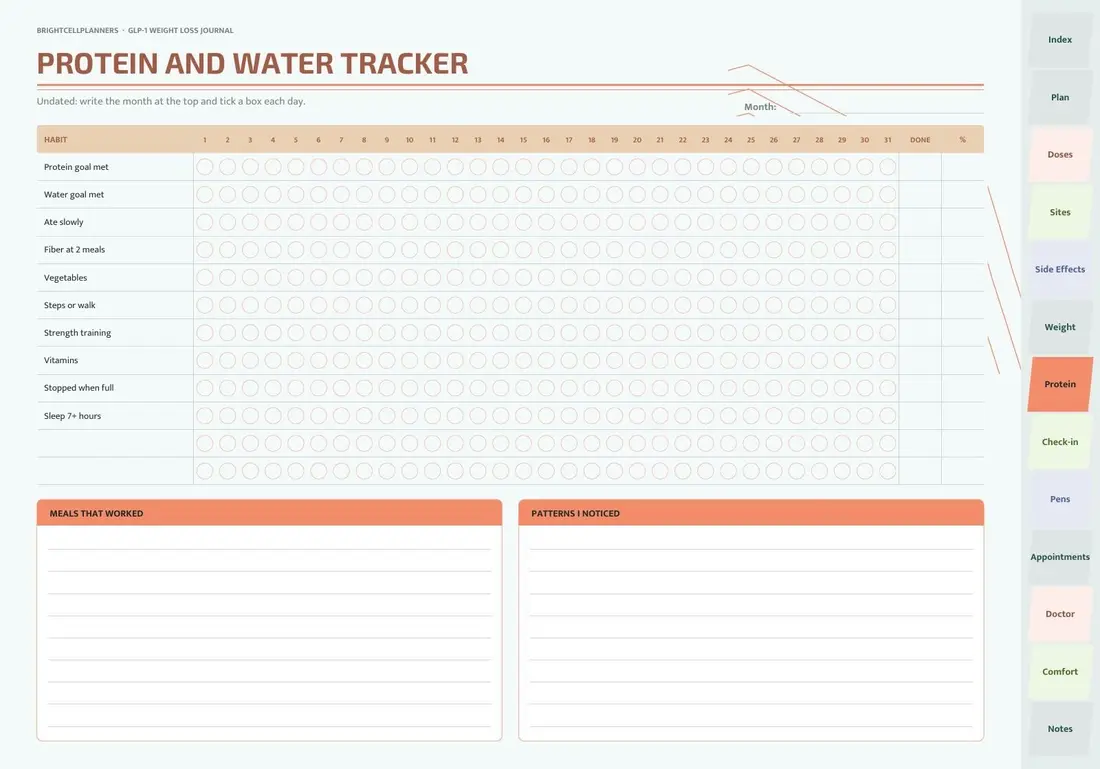 BRIGHTCELLPLANNERS · GLP-1 WEIGHT LOSS JOURNAL
PROTEIN AND WATER TRACKER
Undated: write the month at the top and tick a box each day.
Month:
HABIT 1 2 3 4 5 6 7 8 9 10 11 12 13 14 15 16 17 18 19 20 21 22 23 24 25 26 27 28 29 30 31 DONE %
Protein goal met
Water goal met
Ate slowly
Fiber at 2 meals
Vegetables
Steps or walk
Strength training
Vitamins
Stopped when full
Sleep 7+ hours
MEALS THAT WORKED
PATTERNS I NOTICED
Index
Plan
Doses
Sites
Side Effects
Weight
Protein
Check-in
Pens
Appointments
Doctor
Comfort
Notes